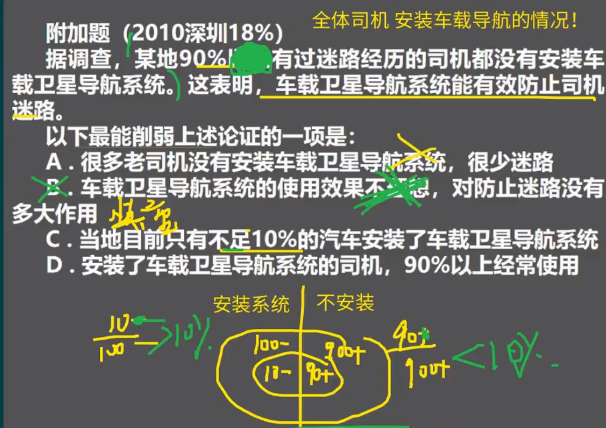 全体司机 安装车载导航的情况！
附加题（2010深圳18%）
据调查，某地90%有过迷路经历的司机都没有安装车
载卫星导航系统。这表明，车载卫星导航系统能有效防止司机
迷路。
以下最能削弱上述论证的一项是：
A．很多老司机没有安装车载卫星导航系统，很少迷路
B．车载卫星导航系统的使用效果不理想，对防止迷路没有
多大作用
C．当地目前只有不足10%的汽车安装了车载卫星导航系统
D．安装了车载卫星导航系统的司机，90%以上经常使用
安装系统 不安装
10-
100-
>10%
100- 900+
10- 90+
90+
900+
<10%